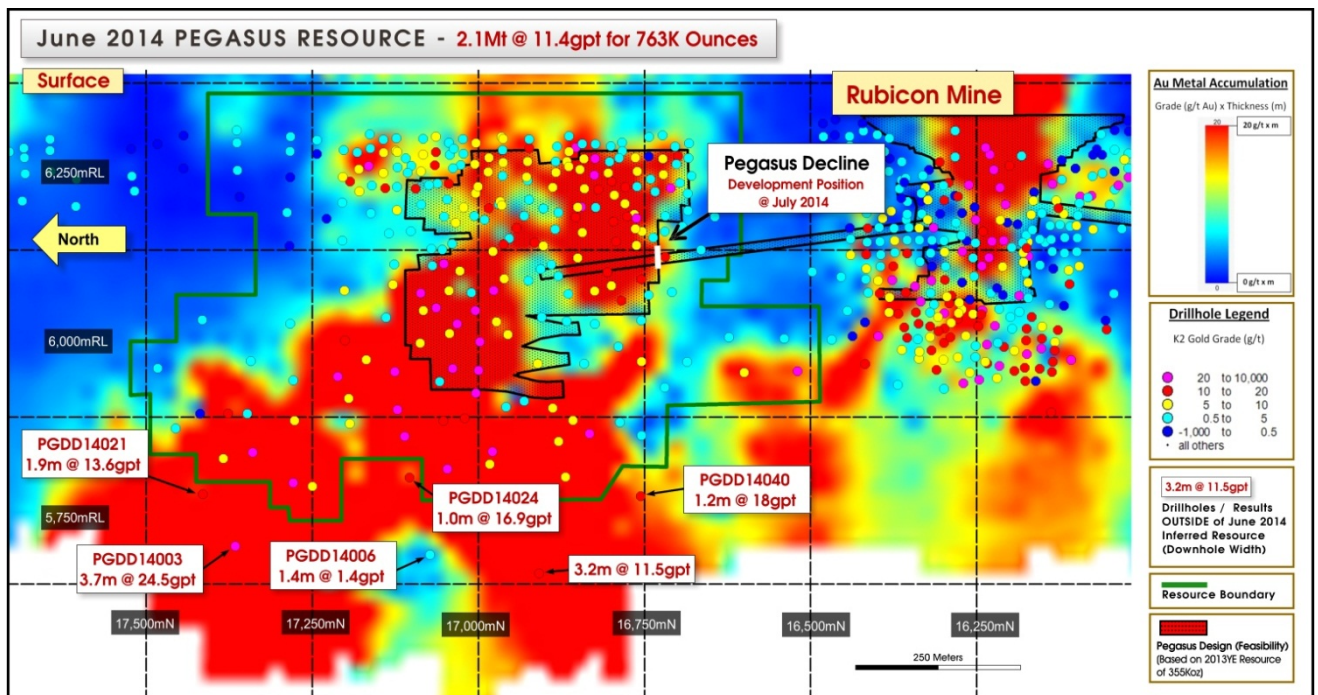 June 2014 PEGASUS RESOURCE - 2.1Mt @ 11.4gpt for 763K Ounces
Surface
Rubicon Mine
6,250mRL
Pegasus Decline
Development Position
@ July 2014
North
6,000mRL
PGDD14021
1.9m @ 13.6gpt
PGDD14024
1.0m @ 16.9gpt
PGDD14040
1.2m @ 18gpt
5,750mRL
PGDD14003
3.7m @ 24.5gpt
PGDD14006
1.4m @ 1.4gpt
3.2m @ 11.5gpt
17,500mN
17,250mN
17,000mN
16,750mN
16,500mN
16,250mN
250 Meters
Au Metal Accumulation
Grade (g/t Au) x Thickness (m)
20
20 g/t x m
0 g/t x m
0
Drillhole Legend
K2 Gold Grade (g/t)
20 to 10,000
10 to 20
5 to 10
0.5 to 5
-1,000 to 0.5
all others
3.2m @ 11.5gpt
Drillholes / Results
OUTSIDE of June 2014
Inferred Resource
(Downhole Width)
Resource Boundary
Pegasus Design (Feasibility)
(Based on 2013YE Resource
of 355Koz)